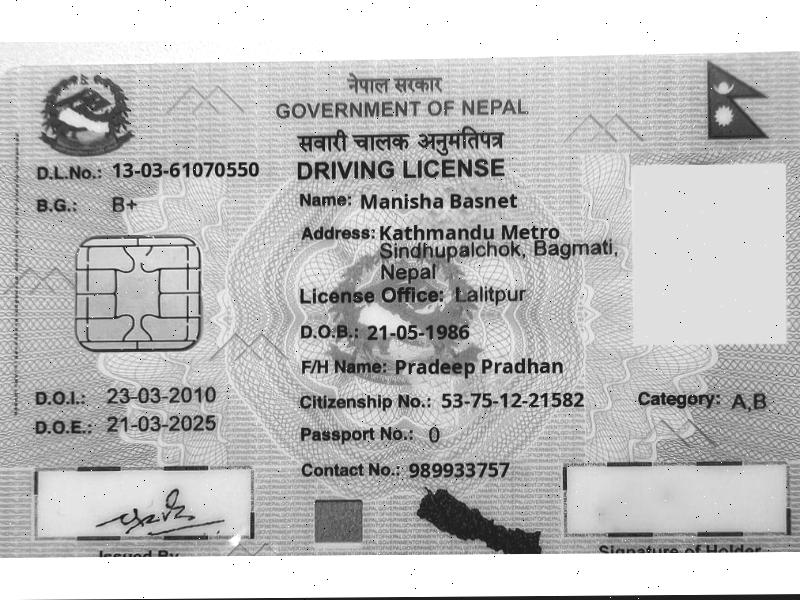 नेपाल सरकार
GOVERNMENT OF NEPAL
सवारी चालक अनुमतिपत्र
DRIVING LICENSE
D.L.No.: 13-03-61070550
B.G.: B+
Name: Manisha Basnet
Address: Kathmandu Metro
Sindhupalchok, Bagmati,
Nepal
License Office: Lalitpur
D.O.B.: 21-05-1986
F/H Name: Pradeep Pradhan
D.O.I.: 23-03-2010
D.O.E.: 21-03-2025
Citizenship No.: 53-75-12-21582
Category: A,B
Passport No.: 0
Contact No.: 989933757
Issued By
Signature of Holder